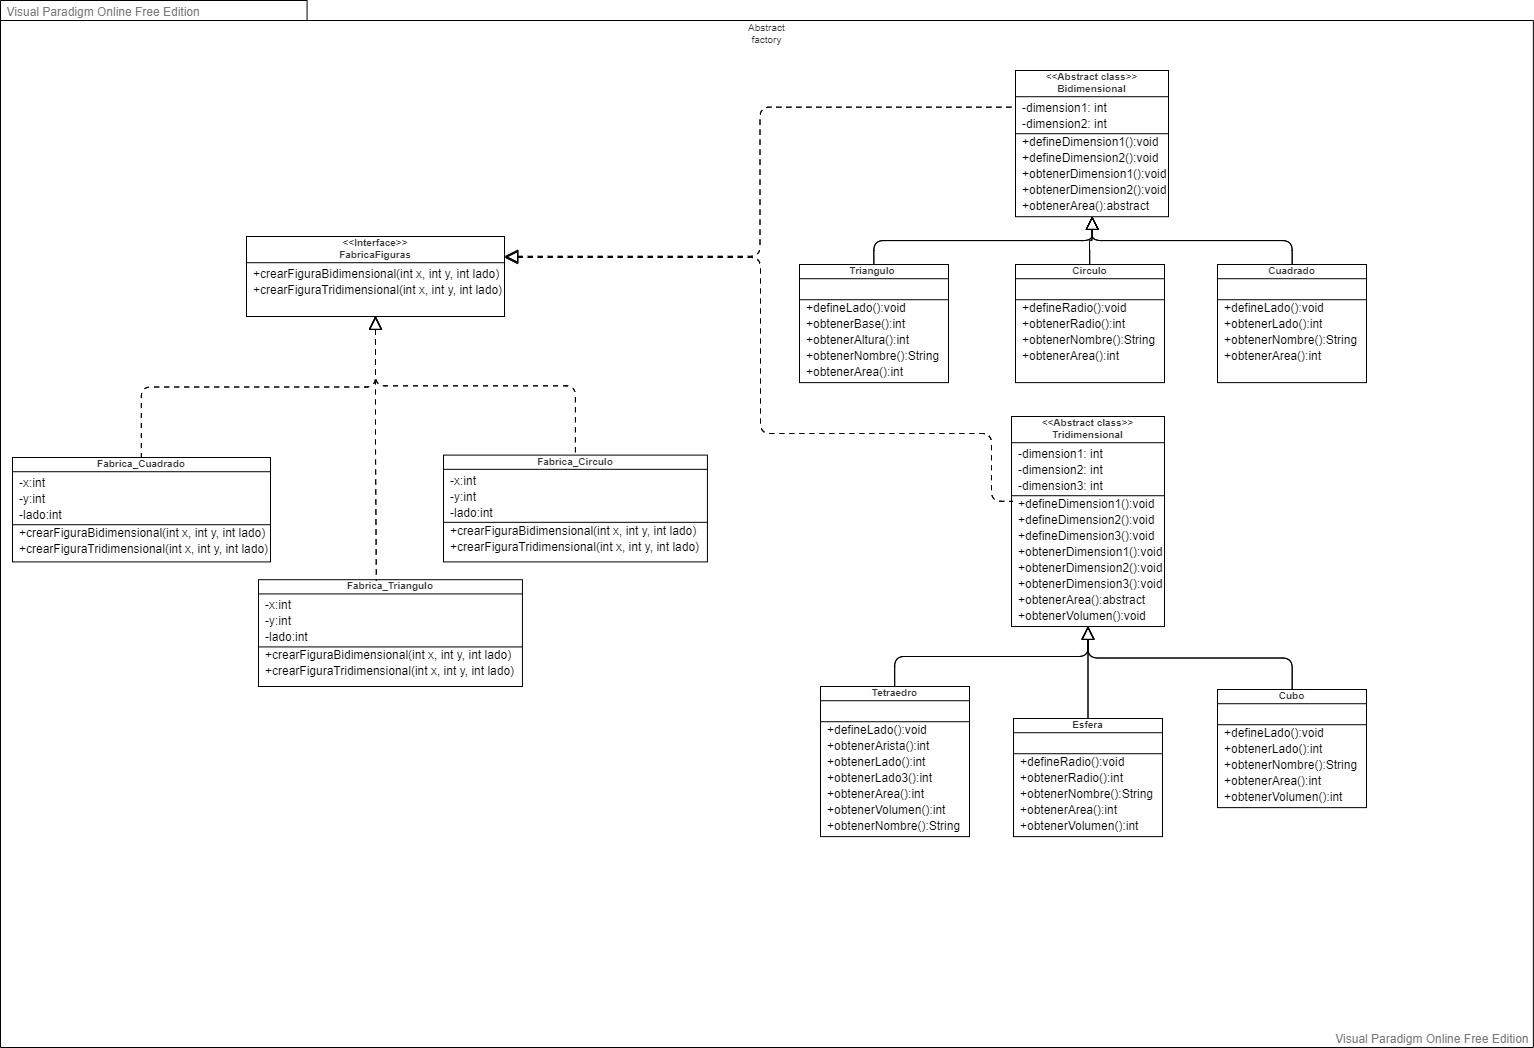 Visual Paradigm Online Free Edition
Abstract
factory
<<Abstract class>>
Bidimensional
-dimension1: int
-dimension2: int
+defineDimension1():void
+defineDimension2():void
+obtenerDimension1():void
+obtenerDimension2():void
+obtenerArea():abstract
<<Interface>>
FabricaFiguras
+crearFiguraBidimensional(int x, int y, int lado)
+crearFiguraTridimensional(int x, int y, int lado)
Triangulo
+defineLado():void
+obtenerBase():int
+obtenerAltura():int
+obtenerNombre():String
+obtenerArea():int
Circulo
+defineRadio():void
+obtenerRadio():int
+obtenerNombre():String
+obtenerArea():int
Cuadrado
+defineLado():void
+obtenerLado():int
+obtenerNombre():String
+obtenerArea():int
Fabrica_Cuadrado
-x:int
-y:int
-lado:int
+crearFiguraBidimensional(int x, int y, int lado)
+crearFiguraTridimensional(int x, int y, int lado)
Fabrica_Circulo
-x:int
-y:int
-lado:int
+crearFiguraBidimensional(int x, int y, int lado)
+crearFiguraTridimensional(int x, int y, int lado)
Fabrica_Triangulo
-x:int
-y:int
-lado:int
+crearFiguraBidimensional(int x, int y, int lado)
+crearFiguraTridimensional(int x, int y, int lado)
<<Abstract class>>
Tridimensional
-dimension1: int
-dimension2: int
-dimension3: int
+defineDimension1():void
+defineDimension2():void
+defineDimension3():void
+obtenerDimension1():void
+obtenerDimension2():void
+obtenerDimension3():void
+obtenerArea():abstract
+obtenerVolumen():void
Tetraedro
+defineLado():void
+obtenerArista():int
+obtenerLado():int
+obtenerLado3():int
+obtenerArea():int
+obtenerVolumen():int
+obtenerNombre():String
Esfera
+defineRadio():void
+obtenerRadio():int
+obtenerNombre():String
+obtenerArea():int
+obtenerVolumen():int
Cubo
+defineLado():void
+obtenerLado():int
+obtenerNombre():String
+obtenerArea():int
+obtenerVolumen():int
Visual Paradigm Online Free Edition